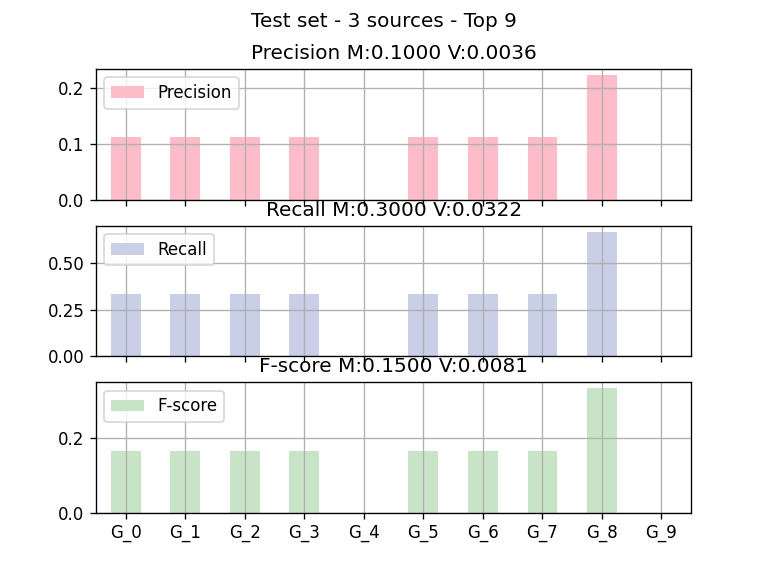 Test set - 3 sources - Top 9
Precision M:0.1000 V:0.0036
0.2
Precision
0.1
0.0
Recall M:0.3000 V:0.0322
Recall
0.50
0.25
0.00
F-score M:0.1500 V:0.0081
F-score
0.2
0.0
G_0 G_1 G_2 G_3 G_4 G_5 G_6 G_7 G_8 G_9